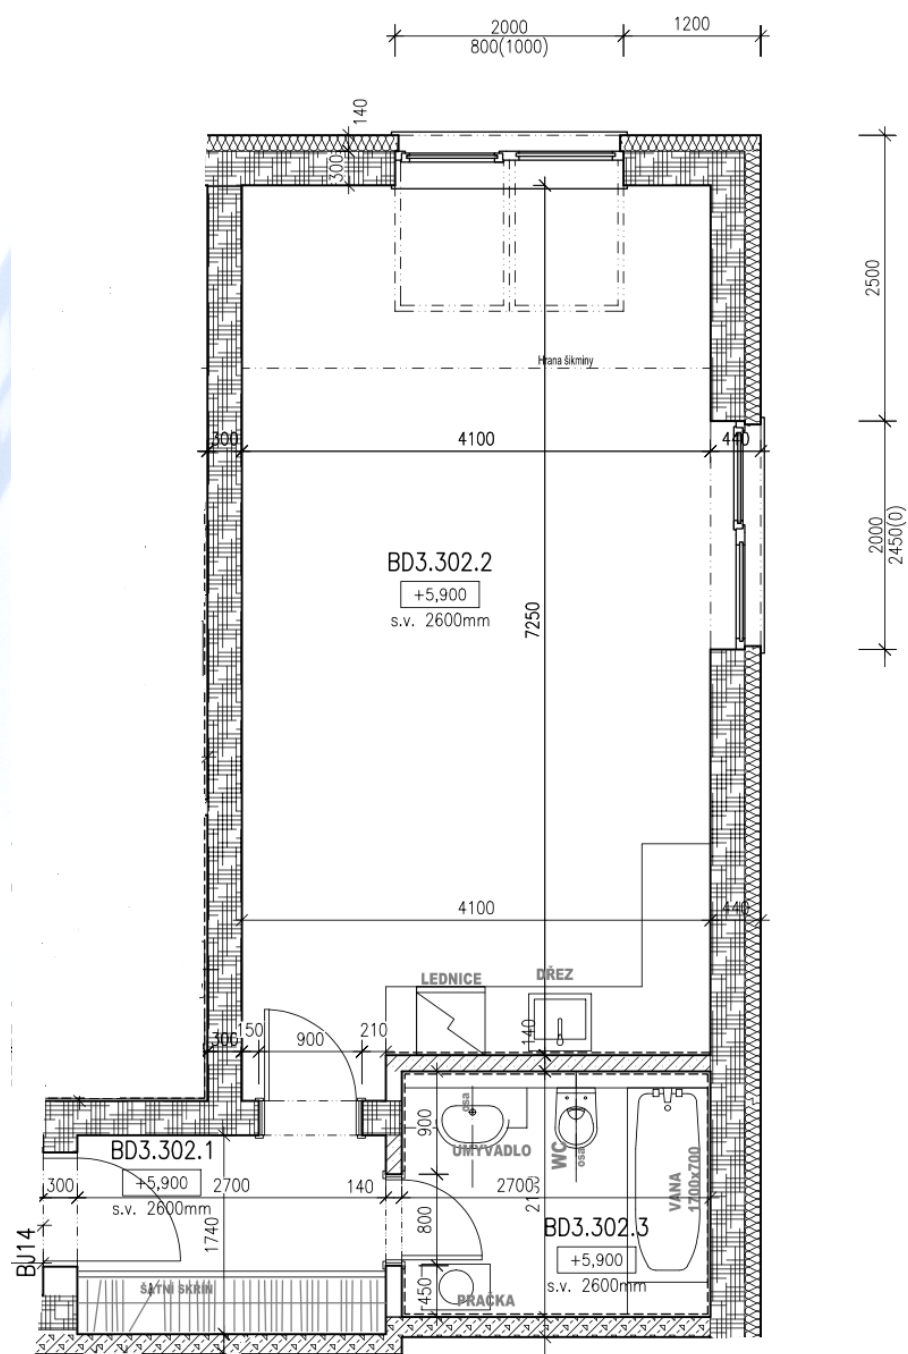 2000
800(1000)
1200
140
300
2500
Hrana šikminy
300
4100
440
2000
2450(0)
BD3.302.2
+5,900
s.v. 2600mm
7250
4100
440
LEDNICE
DŘEZ
140
300
150
900
210
900
osa
UMYVADLO
WC
osa
VANA
1700x700
BD3.302.1
+5,900
s.v. 2600mm
300
2700
140
2700
1740
800
BD3.302.3
+5,900
s.v. 2600mm
BJ14
ŠATNÍ SKŘÍN
450
PRAČKA